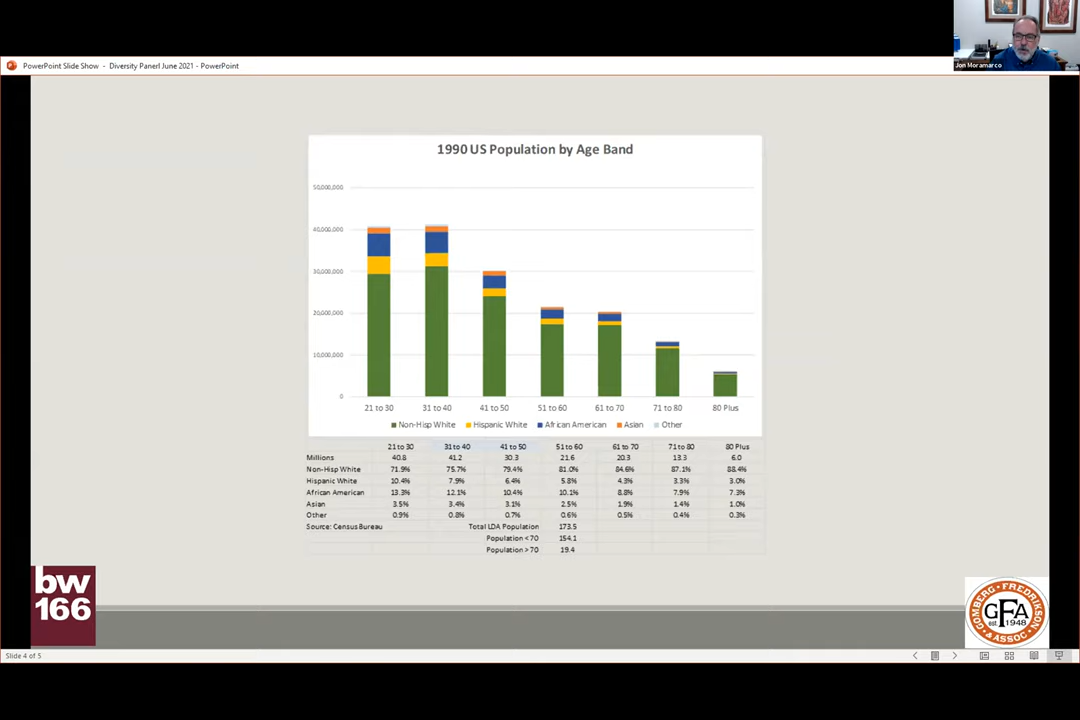 Jon Moramarco
PowerPoint Slide Show - Diversity Panerl June 2021 - PowerPoint
1990 US Population by Age Band
50,000,000
40,000,000
30,000,000
20,000,000
10,000,000
0
21 to 30 31 to 40 41 to 50 51 to 60 61 to 70 71 to 80 80 Plus
Non-Hisp White Hispanic White African American Asian Other
21 to 30 31 to 40 41 to 50 51 to 60 61 to 70 71 to 80 80 Plus
Millions 40.8 41.2 30.3 21.6 20.3 13.3 6.0
Non-Hisp White 71.9% 75.7% 79.4% 81.0% 84.6% 87.1% 88.4%
Hispanic White 10.4% 7.9% 6.4% 5.8% 4.3% 3.3% 3.0%
African American 13.3% 12.1% 10.4% 10.1% 8.8% 7.9% 7.3%
Asian 3.5% 3.4% 3.1% 2.5% 1.9% 1.4% 1.0%
Other 0.9% 0.8% 0.7% 0.6% 0.5% 0.4% 0.3%
Source: Census Bureau Total LDA Population 173.5
Population < 70 154.1
Population > 70 19.4
bw
166
GOMBERG • FREDRIKSON
GFA
est. 1948
& ASSOC
Slide 4 of 5